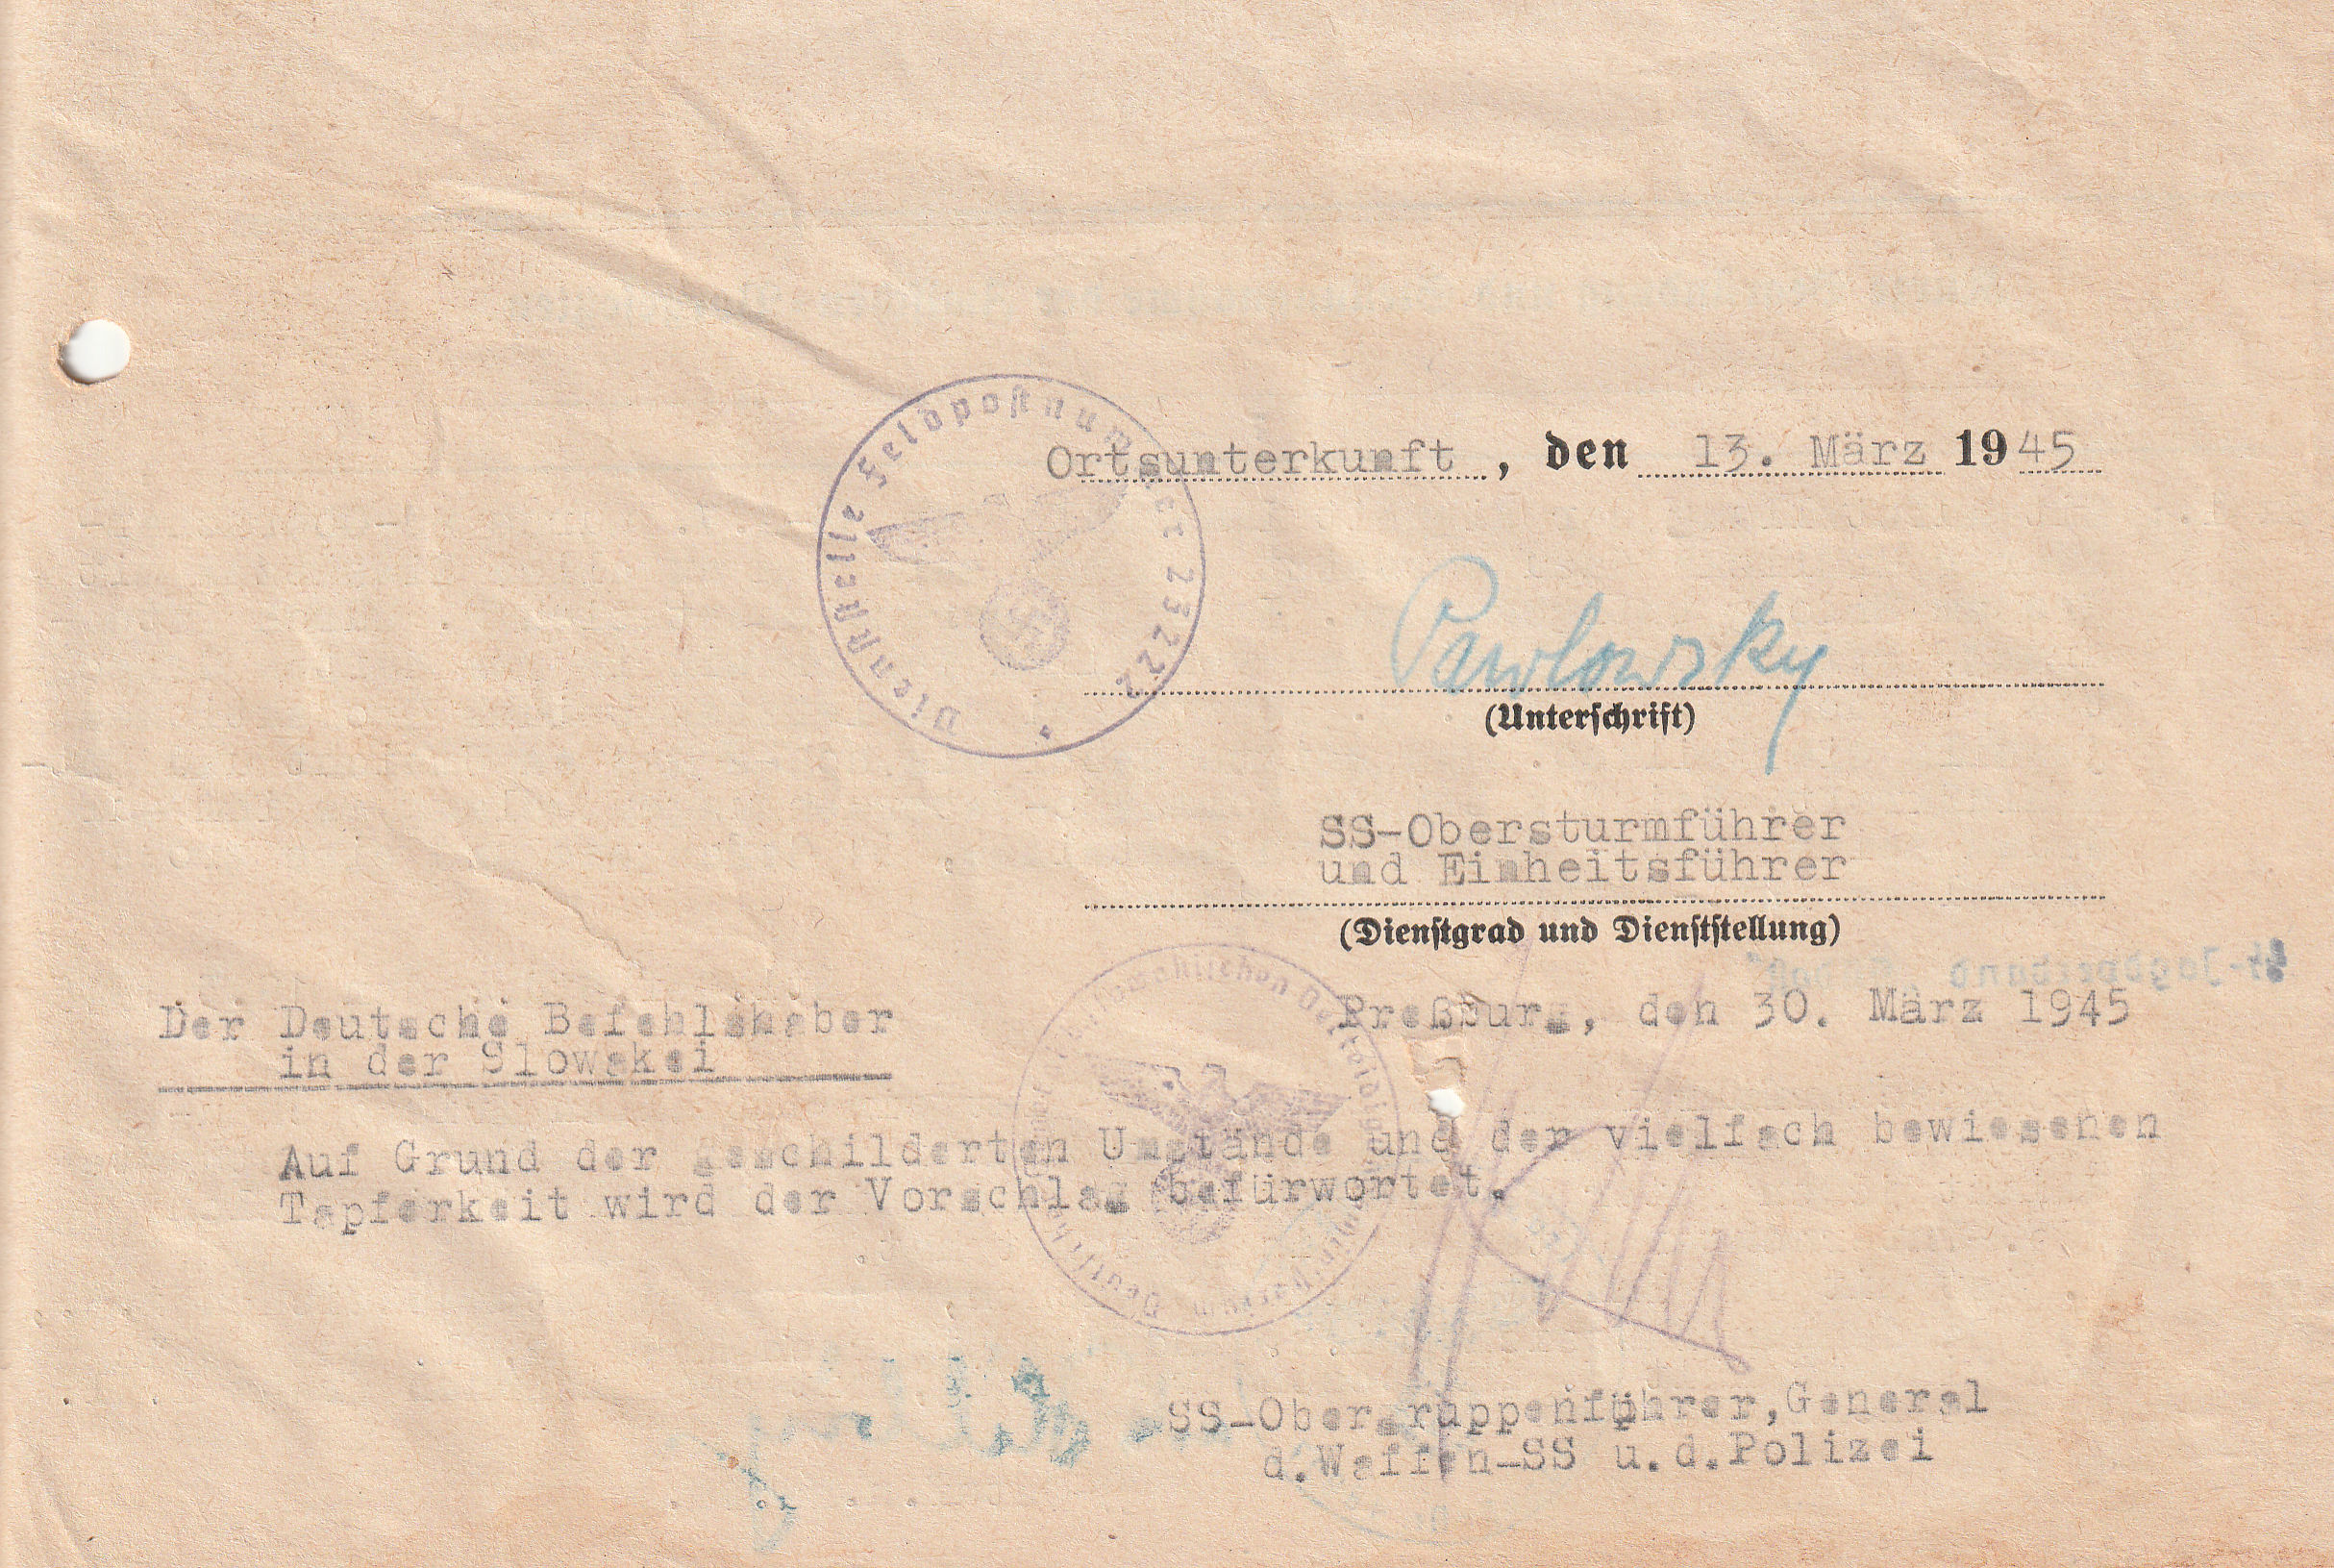 Ortsunterkunft, den 13. März 1945
Dienststelle Feldpostnummer 23222
Pawlowsky
(Unterschrift)
SS-Obersturmführer
und Einheitsführer
(Dienstgrad und Dienststellung)
Der Deutsche Befehlshaber
in der Slowakei
Preßburg, den 30. März 1945
Auf Grund der geschilderten Umstände und der vielfach bewiesenen
Tapferkeit wird der Vorschlag befürwortet.
SS-Obergruppenführer, General
d.Waffen-SS u.d.Polizei